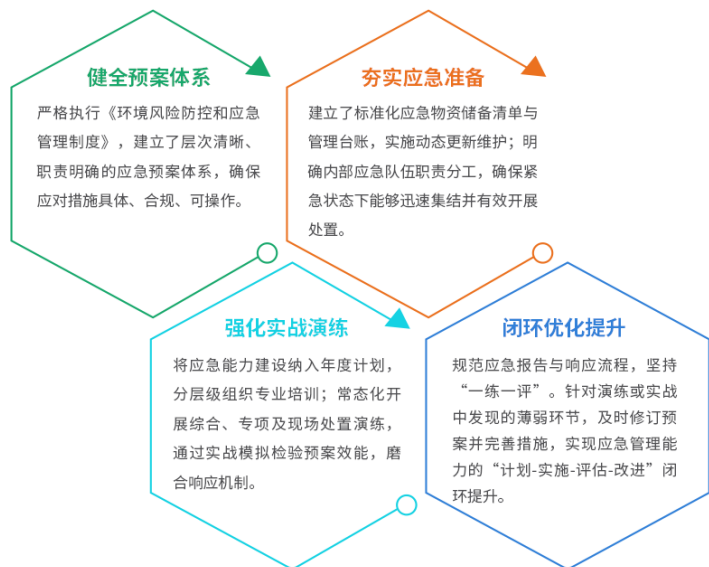 健全预案体系
严格执行《环境风险防控和应急
管理制度》，建立了层次清晰、
职责明确的应急预案体系，确保
应对措施具体、合规、可操作。
夯实应急准备
建立了标准化应急物资储备清单与
管理台账，实施动态更新维护；明
确内部应急队伍职责分工，确保紧
急状态下能够迅速集结并有效开展
处置。
强化实战演练
将应急能力建设纳入年度计划，
分层级组织专业培训；常态化开
展综合、专项及现场处置演练，
通过实战模拟检验预案效能，磨
合响应机制。
闭环优化提升
规范应急报告与响应流程，坚持
“一练一评”。针对演练或实战
中发现的薄弱环节，及时修订预
案并完善措施，实现应急管理能
力的“计划-实施-评估-改进”闭
环提升。